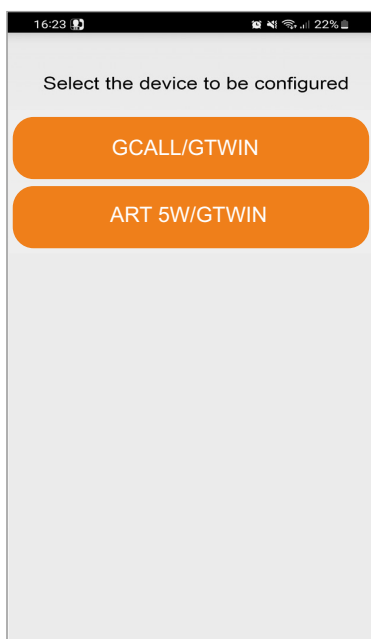 16:23 22%
Select the device to be configured
GCALL/GTWIN
ART 5W/GTWIN